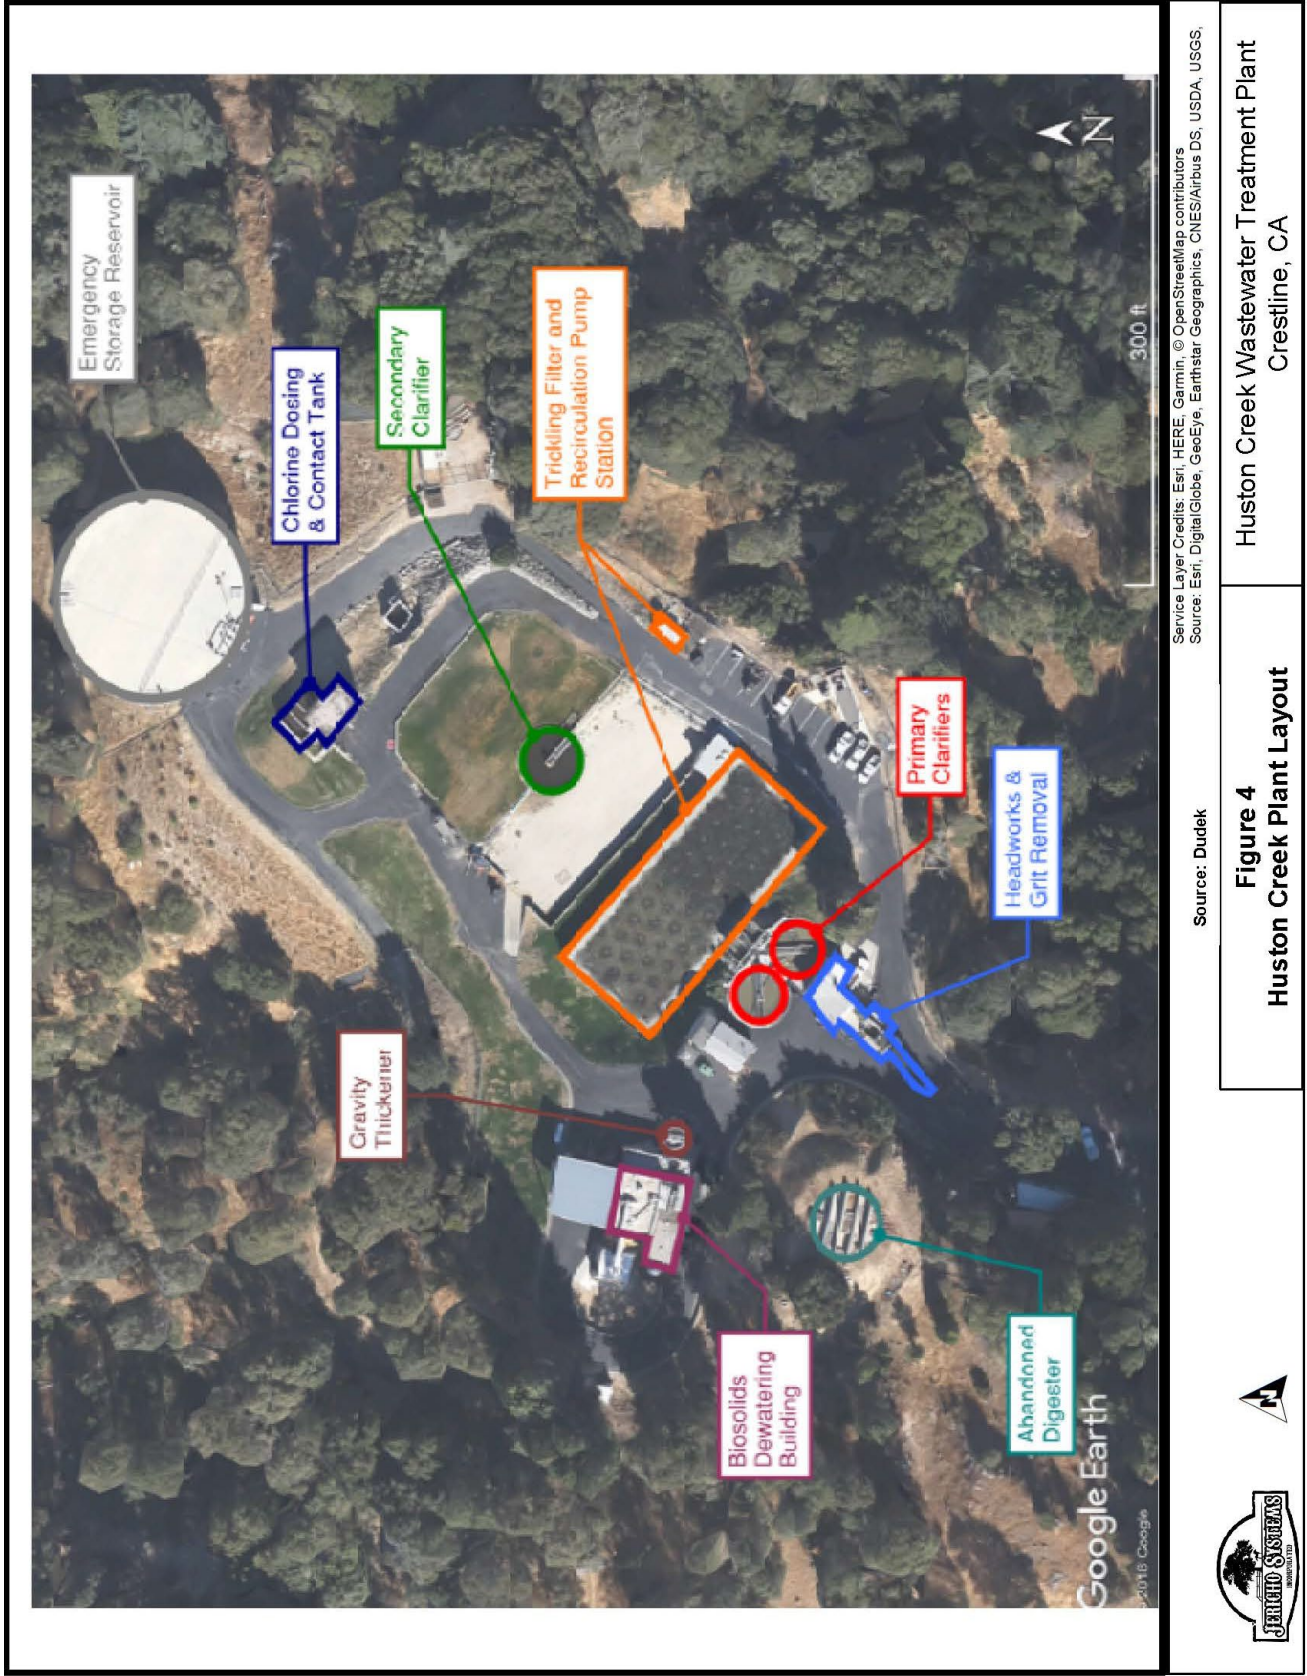 Emergency
Storage Reservoir
Chlorine Dosing
& Contact Tank
Secondary
Clarifier
Trickling Filter and
Recirculation Pump
Station
Gravity
Thickener
Primary
Clarifiers
Headworks &
Grit Removal
Biosolids
Dewatering
Building
Abandoned
Digester
N
300 ft
Google Earth
2018 Google
Service Layer Credits: Esri, HERE, Garmin, © OpenStreetMap contributors
Source: Esri, DigitalGlobe, GeoEye, Earthstar Geographics, CNES/Airbus DS, USDA, USGS,
Source: Dudek
JERICHO SYSTEMS
INCORPORATED
N
Figure 4
Huston Creek Plant Layout
Huston Creek Wastewater Treatment Plant
Crestline, CA